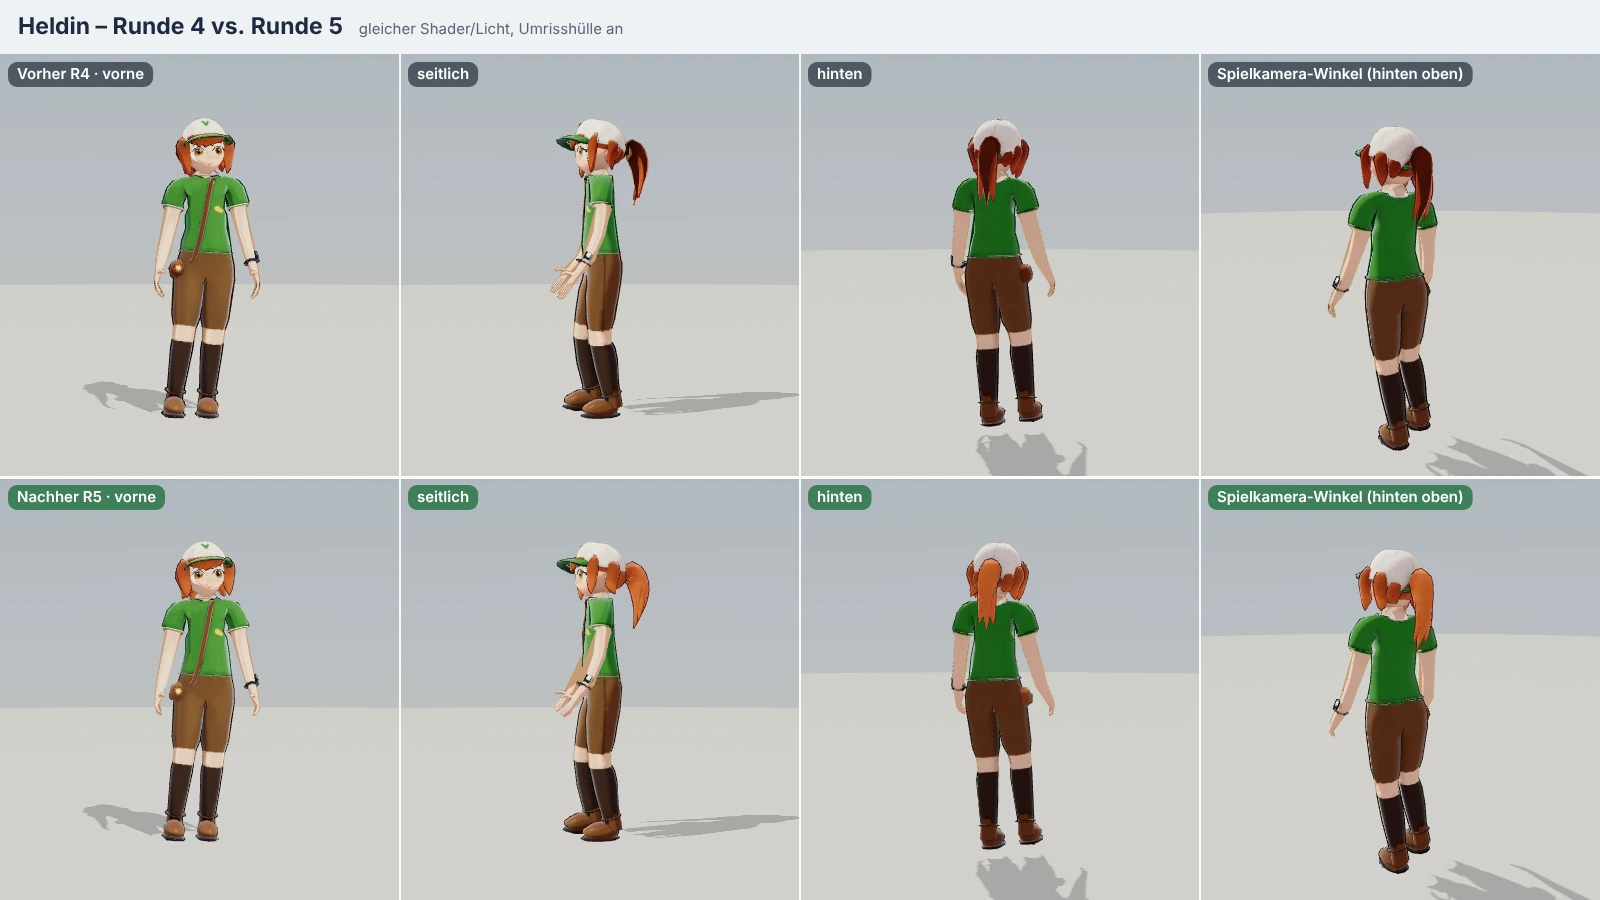 Heldin – Runde 4 vs. Runde 5 gleicher Shader/Licht, Umrisshülle an
Vorher R4 · vorne
seitlich
hinten
Spielkamera-Winkel (hinten oben)
Nachher R5 · vorne
seitlich
hinten
Spielkamera-Winkel (hinten oben)